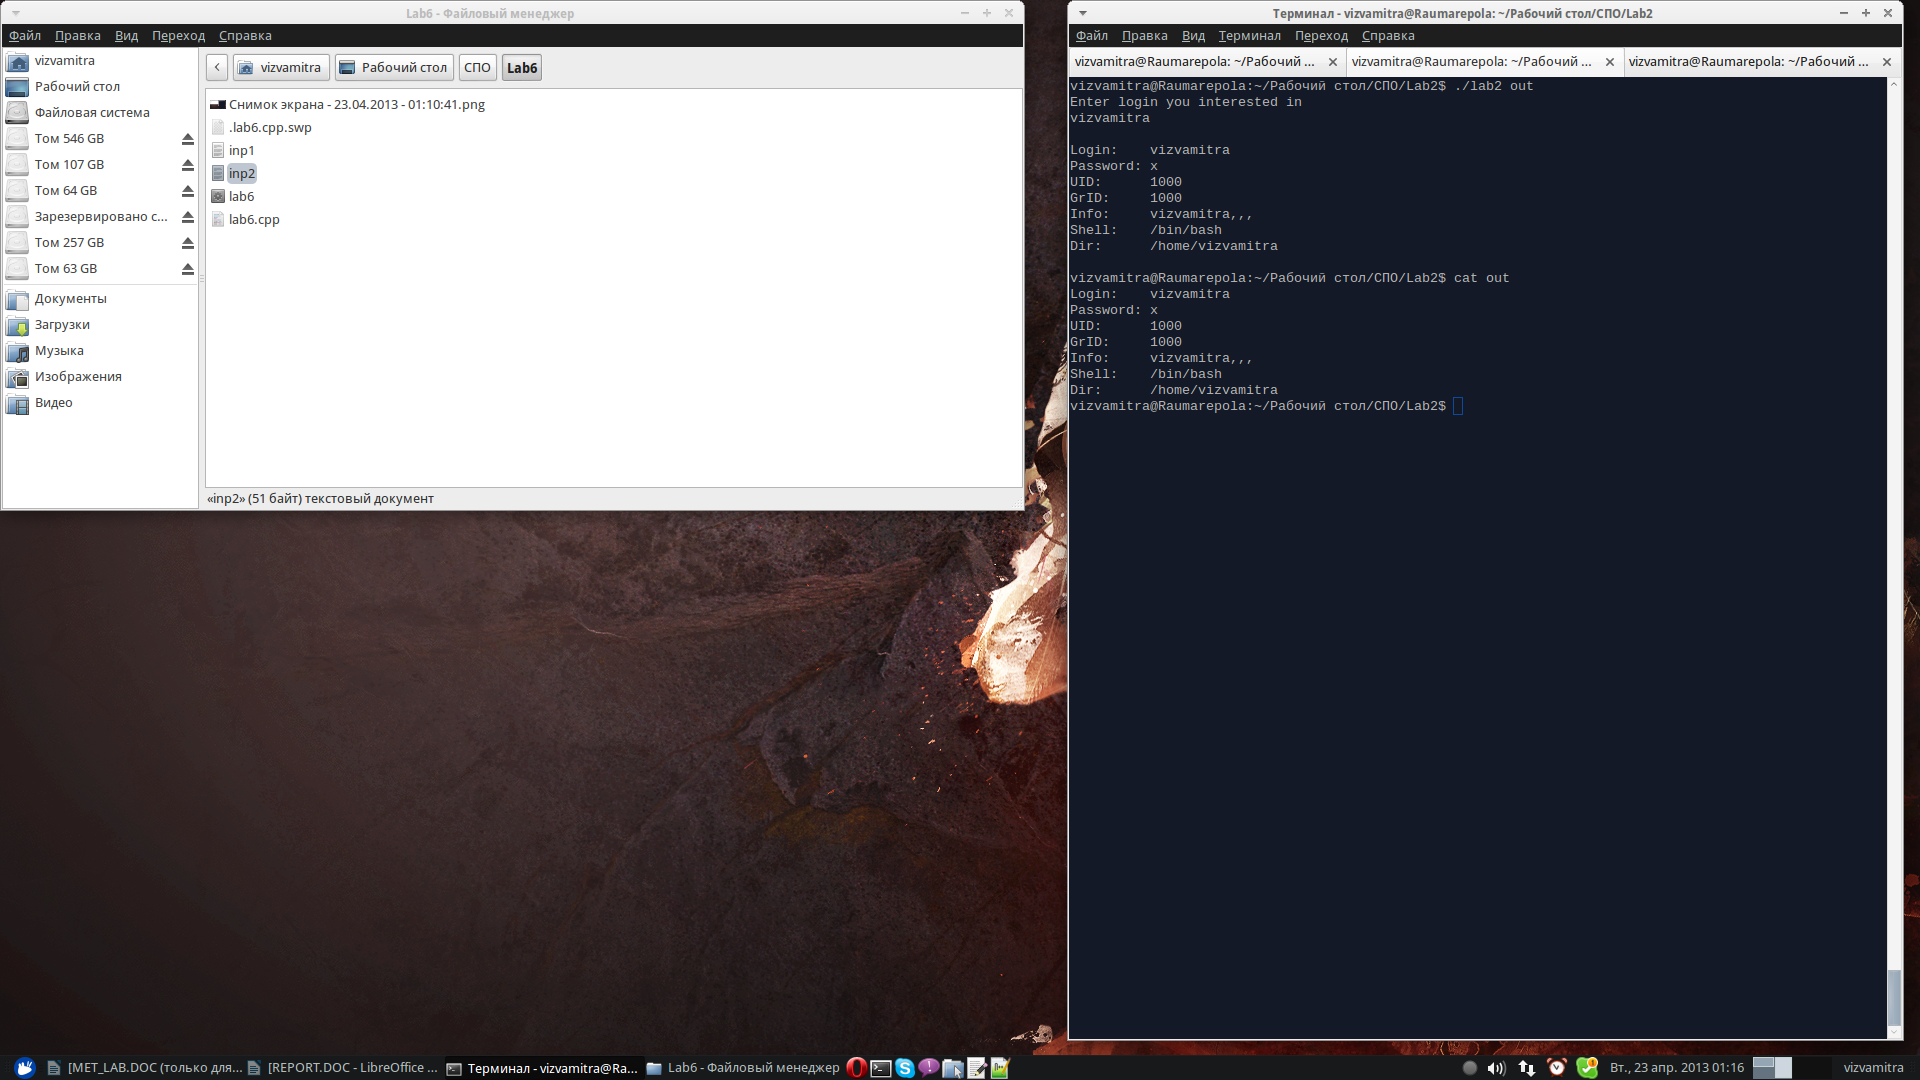 Lab6 - Файловый менеджер
Файл Правка Вид Переход Справка
vizvamitra
Рабочий стол
Файловая система
Том 546 GB
Том 107 GB
Том 64 GB
Зарезервировано с...
Том 257 GB
Том 63 GB
Документы
Загрузки
Музыка
Изображения
Видео
vizvamitra Рабочий стол СПО Lab6
Снимок экрана - 23.04.2013 - 01:10:41.png
.lab6.cpp.swp
inp1
inp2
lab6
lab6.cpp
«inp2» (51 байт) текстовый документ
Терминал - vizvamitra@Raumarepola: ~/Рабочий стол/СПО/Lab2
Файл Правка Вид Терминал Переход Справка
vizvamitra@Raumarepola: ~/Рабочий ... vizvamitra@Raumarepola: ~/Рабочий ... vizvamitra@Raumarepola: ~/Рабочий ...
vizvamitra@Raumarepola:~/Рабочий стол/СПО/Lab2$ ./lab2 out
Enter login you interested in
vizvamitra
Login: vizvamitra
Password: x
UID: 1000
GrID: 1000
Info: vizvamitra,,,
Shell: /bin/bash
Dir: /home/vizvamitra
vizvamitra@Raumarepola:~/Рабочий стол/СПО/Lab2$ cat out
Login: vizvamitra
Password: x
UID: 1000
GrID: 1000
Info: vizvamitra,,,
Shell: /bin/bash
Dir: /home/vizvamitra
vizvamitra@Raumarepola:~/Рабочий стол/СПО/Lab2$
[MET_LAB.DOC (только для... [REPORT.DOC - LibreOffice ... Терминал - vizvamitra@Ra... Lab6 - Файловый менеджер Вт., 23 апр. 2013 01:16 vizvamitra